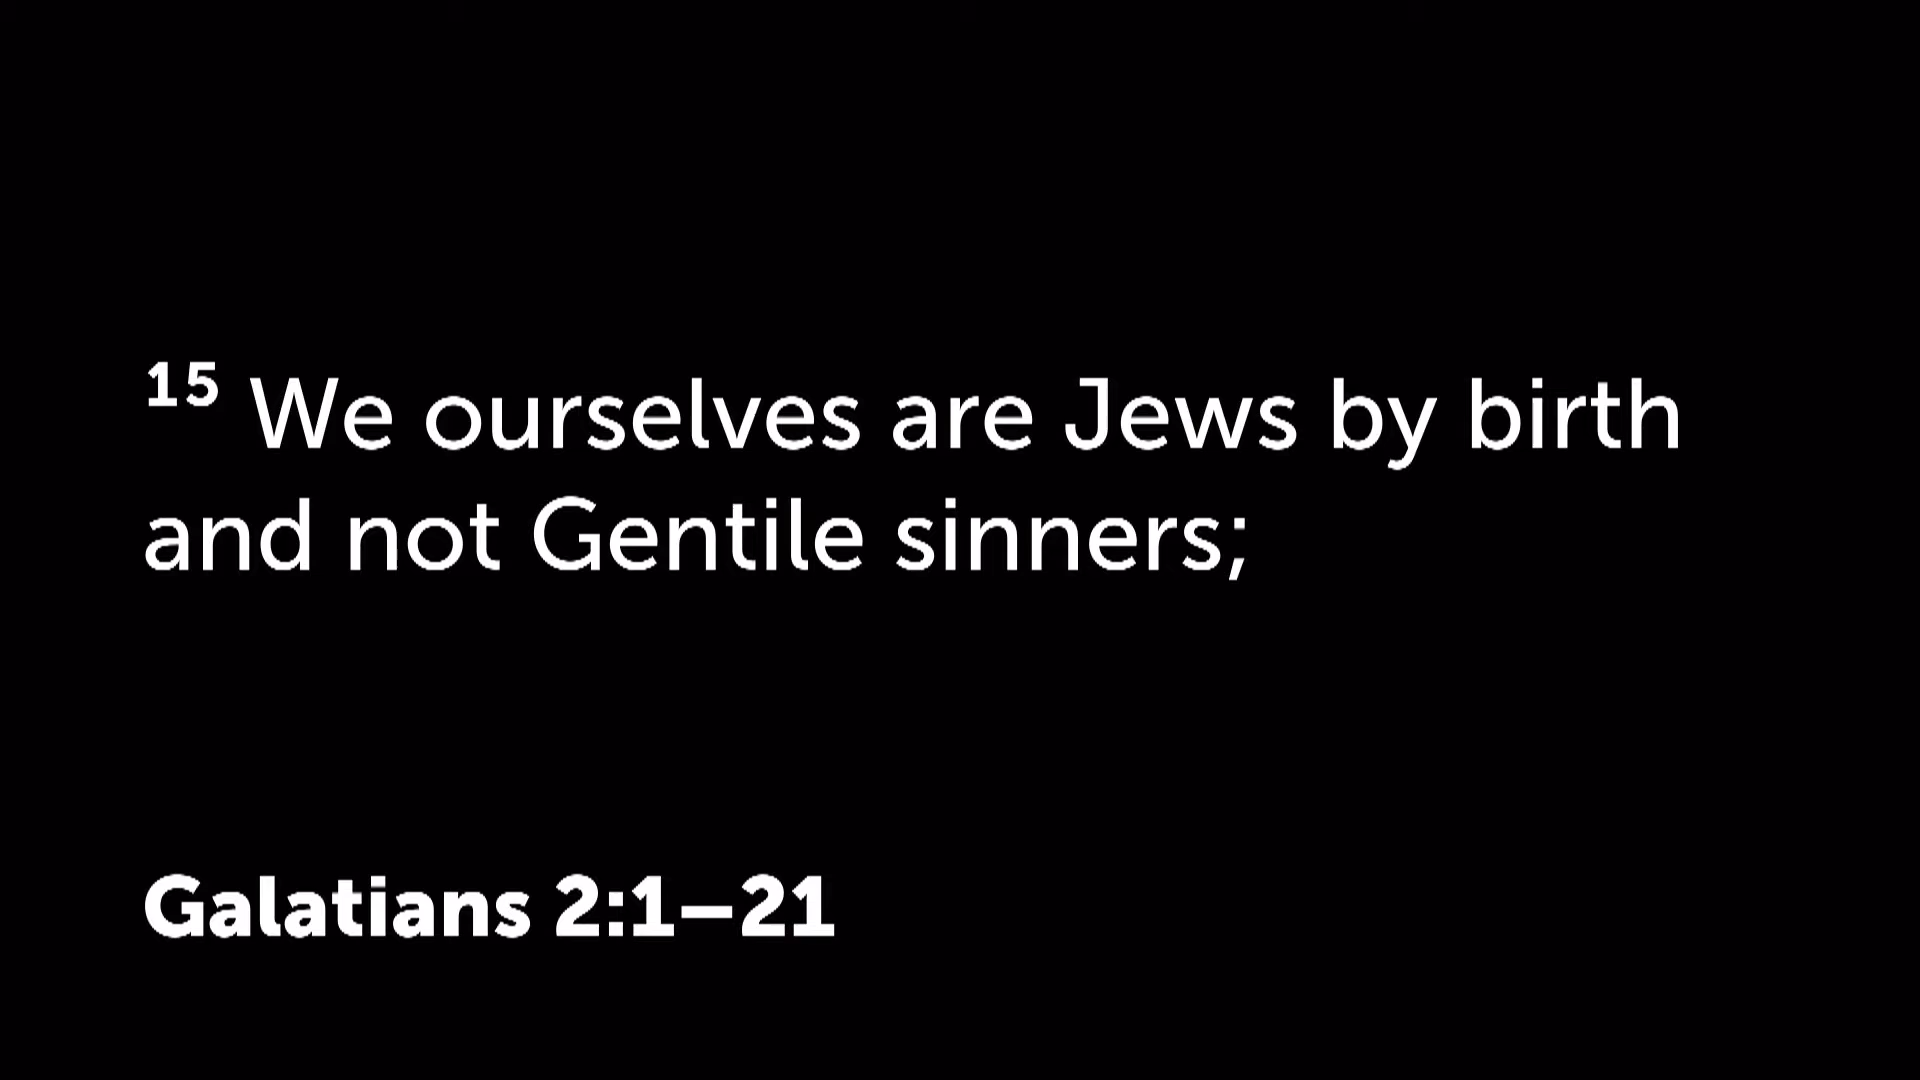 15 We ourselves are Jews by birth
and not Gentile sinners;
Galatians 2:1–21